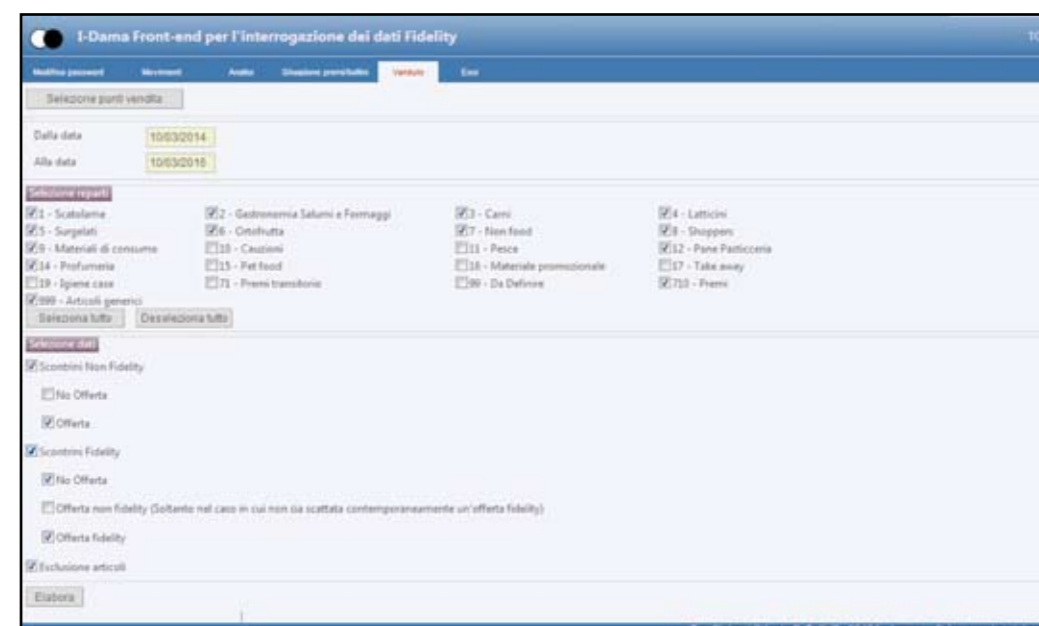 I-Dama Front-end per l'interrogazione dei dati Fidelity
10
Modifica password Movimenti Analisi Situazione premi/bollini Venduto Esci
Selezione punti vendita
Dalla data 10/03/2014
Alla data 10/03/2015
Selezione reparti
1 - Scatolame 2 - Gastronomia Salumi e Formaggi 3 - Carni 4 - Latticini
5 - Surgelati 6 - Ortofrutta 7 - Non food 8 - Shoppers
9 - Materiali di consumo 10 - Cauzioni 11 - Pesce 12 - Pane Pasticceria
14 - Profumeria 15 - Pet food 16 - Materiale promozionale 17 - Take away
19 - Igiene casa 71 - Premi transitorio 99 - Da Definire 710 - Premi
999 - Articoli generici
Seleziona tutto Deseleziona tutto
Selezione dati
Scontrini Non Fidelity
No Offerta
Offerta
Scontrini Fidelity
No Offerta
Offerta non fidelity (Soltanto nel caso in cui non sia scattata contemporaneamente un'offerta fidelity)
Offerta fidelity
Esclusione articoli
Elabora